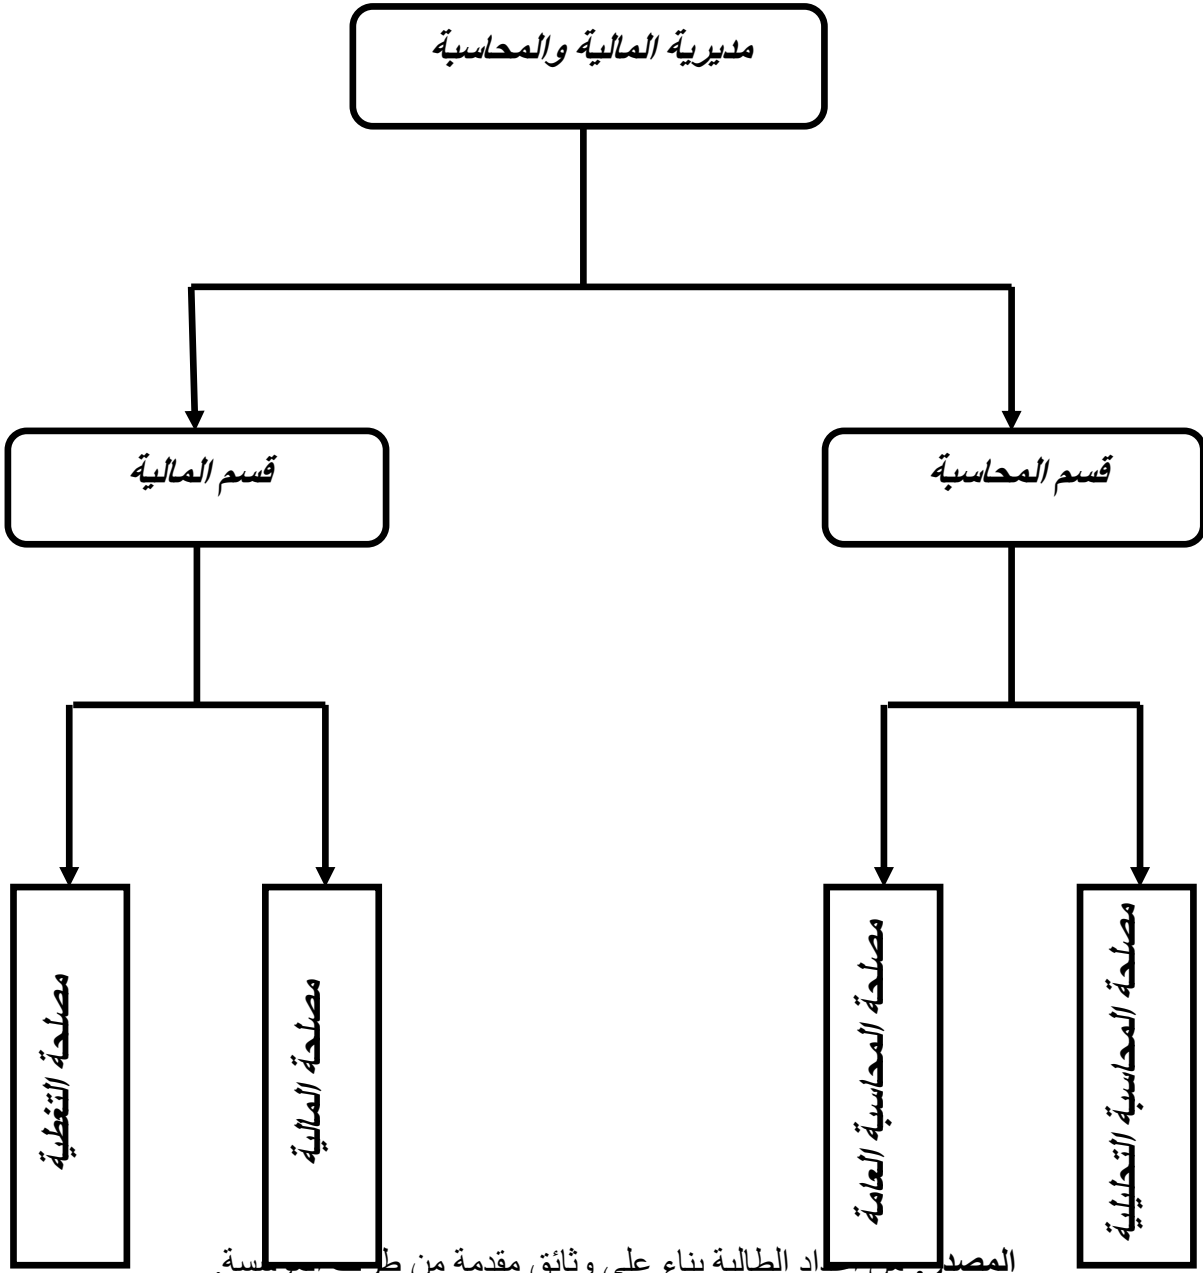 مديرية المالية والمحاسبة
قسم المحاسبة
قسم المالية
مصلحة المحاسبة التحليلية
مصلحة المحاسبة العامة
مصلحة المالية
مصلحة التغطية
المصدر: من إعداد الطالبة بناء على وثائق مقدمة من طرف المؤسسة.